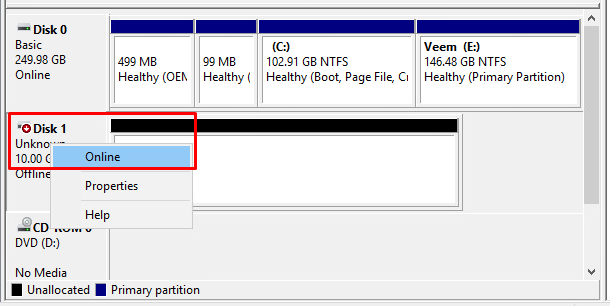 Disk 0
Basic
249.98 GB
Online
499 MB
Healthy (OEM
99 MB
Healthy (
(C:)
102.91 GB NTFS
Healthy (Boot, Page File, Cr
Veem (E:)
146.48 GB NTFS
Healthy (Primary Partition)
Disk 1
Unknown
10.00 G
Offline
Online
Properties
Help
CD-ROM 0
DVD (D:)
No Media
Unallocated
Primary partition